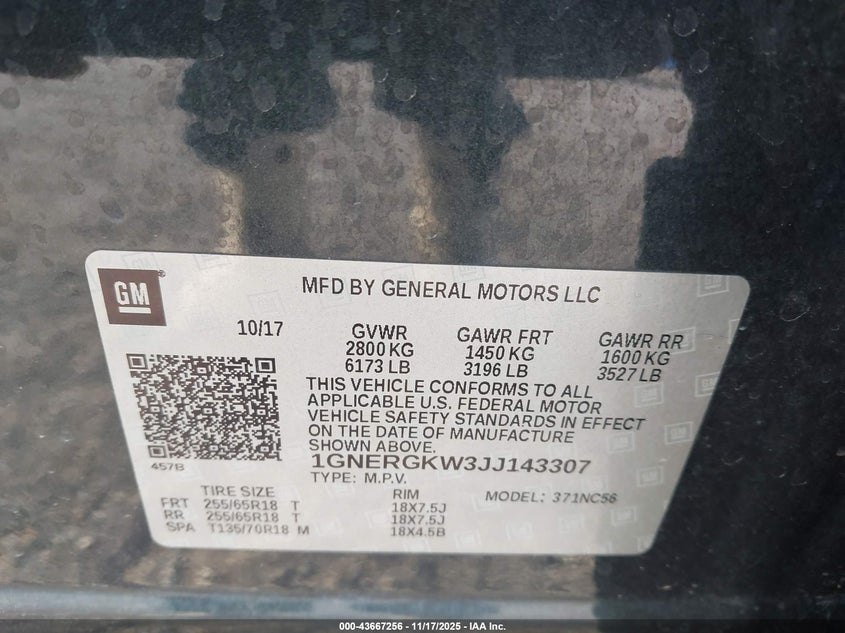 GM
®
MFD BY GENERAL MOTORS LLC
10/17
GVWR
2800 KG
6173 LB
GAWR FRT
1450 KG
3196 LB
GAWR RR
1600 KG
3527 LB
THIS VEHICLE CONFORMS TO ALL
APPLICABLE U.S. FEDERAL MOTOR
VEHICLE SAFETY STANDARDS IN EFFECT
ON THE DATE OF MANUFACTURE
SHOWN ABOVE.
457B
1GNERGKW3JJ143307
TYPE: M.P.V.
MODEL: 371NC56
TIRE SIZE RIM
FRT 255/65R18 T 18X7.5J
RR 255/65R18 T 18X7.5J
SPA T135/70R18 M 18X4.5B
000-43667256 - 11/17/2025 - IAA Inc.